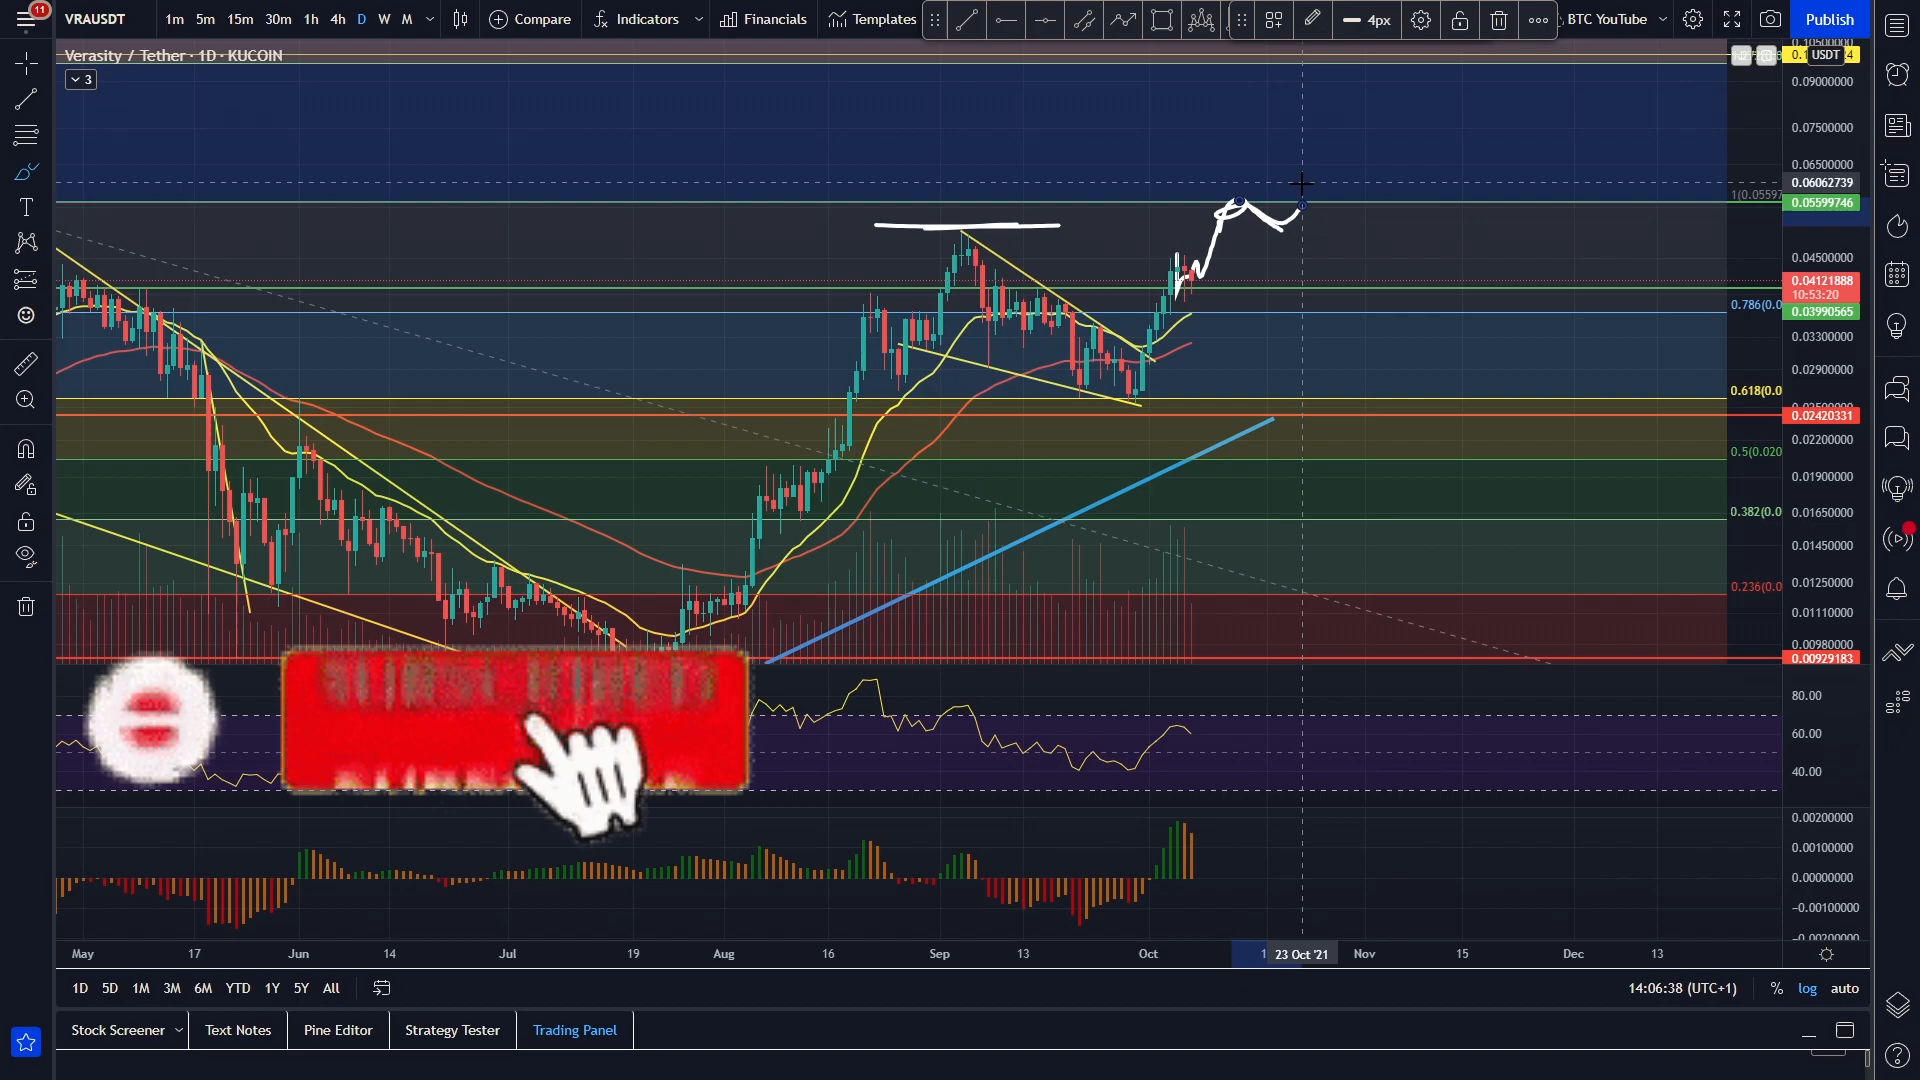 11
VRAUSDT
1m 5m 15m 30m 1h 4h D W M
Compare
Indicators
Financials
Templates
4px
BTC YouTube
Publish
Verasity / Tether · 1D · KUCOIN
3
USDT
0.09000000
0.07500000
0.06500000
0.06062739
1(0.05597
0.05599746
0.04500000
0.04121888
10:53:20
0.786(0.0
0.03990565
0.03300000
0.02900000
0.618(0.0
0.02420331
0.02200000
0.5(0.020
0.01900000
0.382(0.0
0.01650000
0.01450000
0.01250000
0.236(0.0
0.01110000
0.00980000
0.00929183
80.00
60.00
40.00
0.00200000
0.00100000
0.00000000
−0.00100000
−0.00200000
May 17 Jun 14 Jul 19 Aug 16 Sep 13 Oct 23 Oct '21 Nov 15 Dec 13
1D 5D 1M 3M 6M YTD 1Y 5Y All
14:06:38 (UTC+1)
% log auto
Stock Screener
Text Notes
Pine Editor
Strategy Tester
Trading Panel